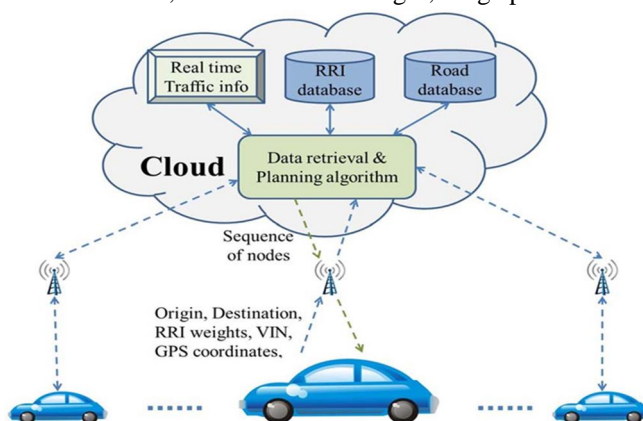 Real time
Traffic info
RRI
database
Road
database
Cloud
Data retrieval &
Planning algorithm
Sequence
of nodes
Origin, Destination,
RRI weights, VIN,
GPS coordinates,